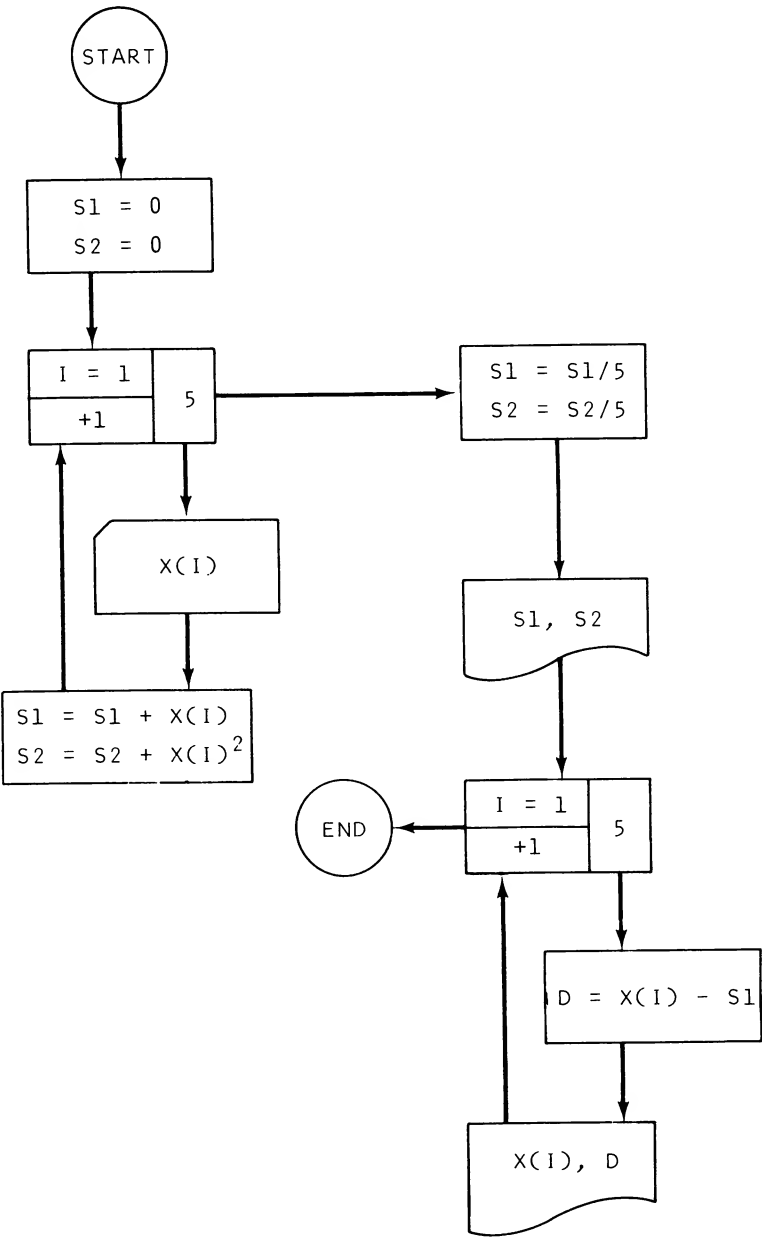 START
S1 = 0
S2 = 0
I = 1
+1
5
X(I)
S1 = S1 + X(I)
S2 = S2 + X(I)²
S1 = S1/5
S2 = S2/5
S1, S2
I = 1
+1
5
END
D = X(I) - S1
X(I), D